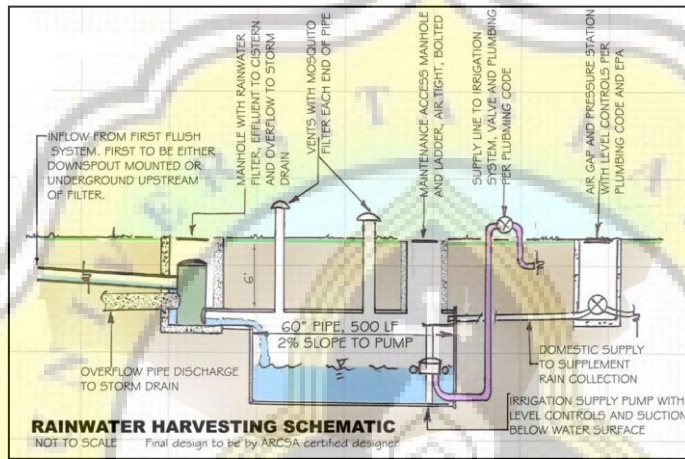 INFLOW FROM FIRST FLUSH
SYSTEM. FIRST TO BE EITHER
DOWNSPOUT MOUNTED OR
UNDERGROUND UPSTREAM
OF FILTER.
MANHOLE WITH RAINWATER
FILTER, EFFLUENT TO CISTERN
AND OVERFLOW TO STORM
DRAIN
VENTS WITH MOSQUITO
FILTER EACH END OF PIPE
MAINTENANCE ACCESS MANHOLE
AND LADDER, AIR TIGHT, BOLTED
SUPPLY LINE TO IRRIGATION
SYSTEM, VALVE AND PLUMBING
PER PLUBMING CODE
AIR GAP AND PRESSURE STATION
WITH LEVEL CONTROLS PER
PLUMBING CODE AND EPA
6'
60" PIPE, 500 LF
2% SLOPE TO PUMP
OVERFLOW PIPE DISCHARGE
TO STORM DRAIN
DOMESTIC SUPPLY
TO SUPPLEMENT
RAIN COLLECTION
IRRIGATION SUPPLY PUMP WITH
LEVEL CONTROLS AND SUCTION
BELOW WATER SURFACE
RAINWATER HARVESTING SCHEMATIC
NOT TO SCALE Final design to be by ARCSA certified designer